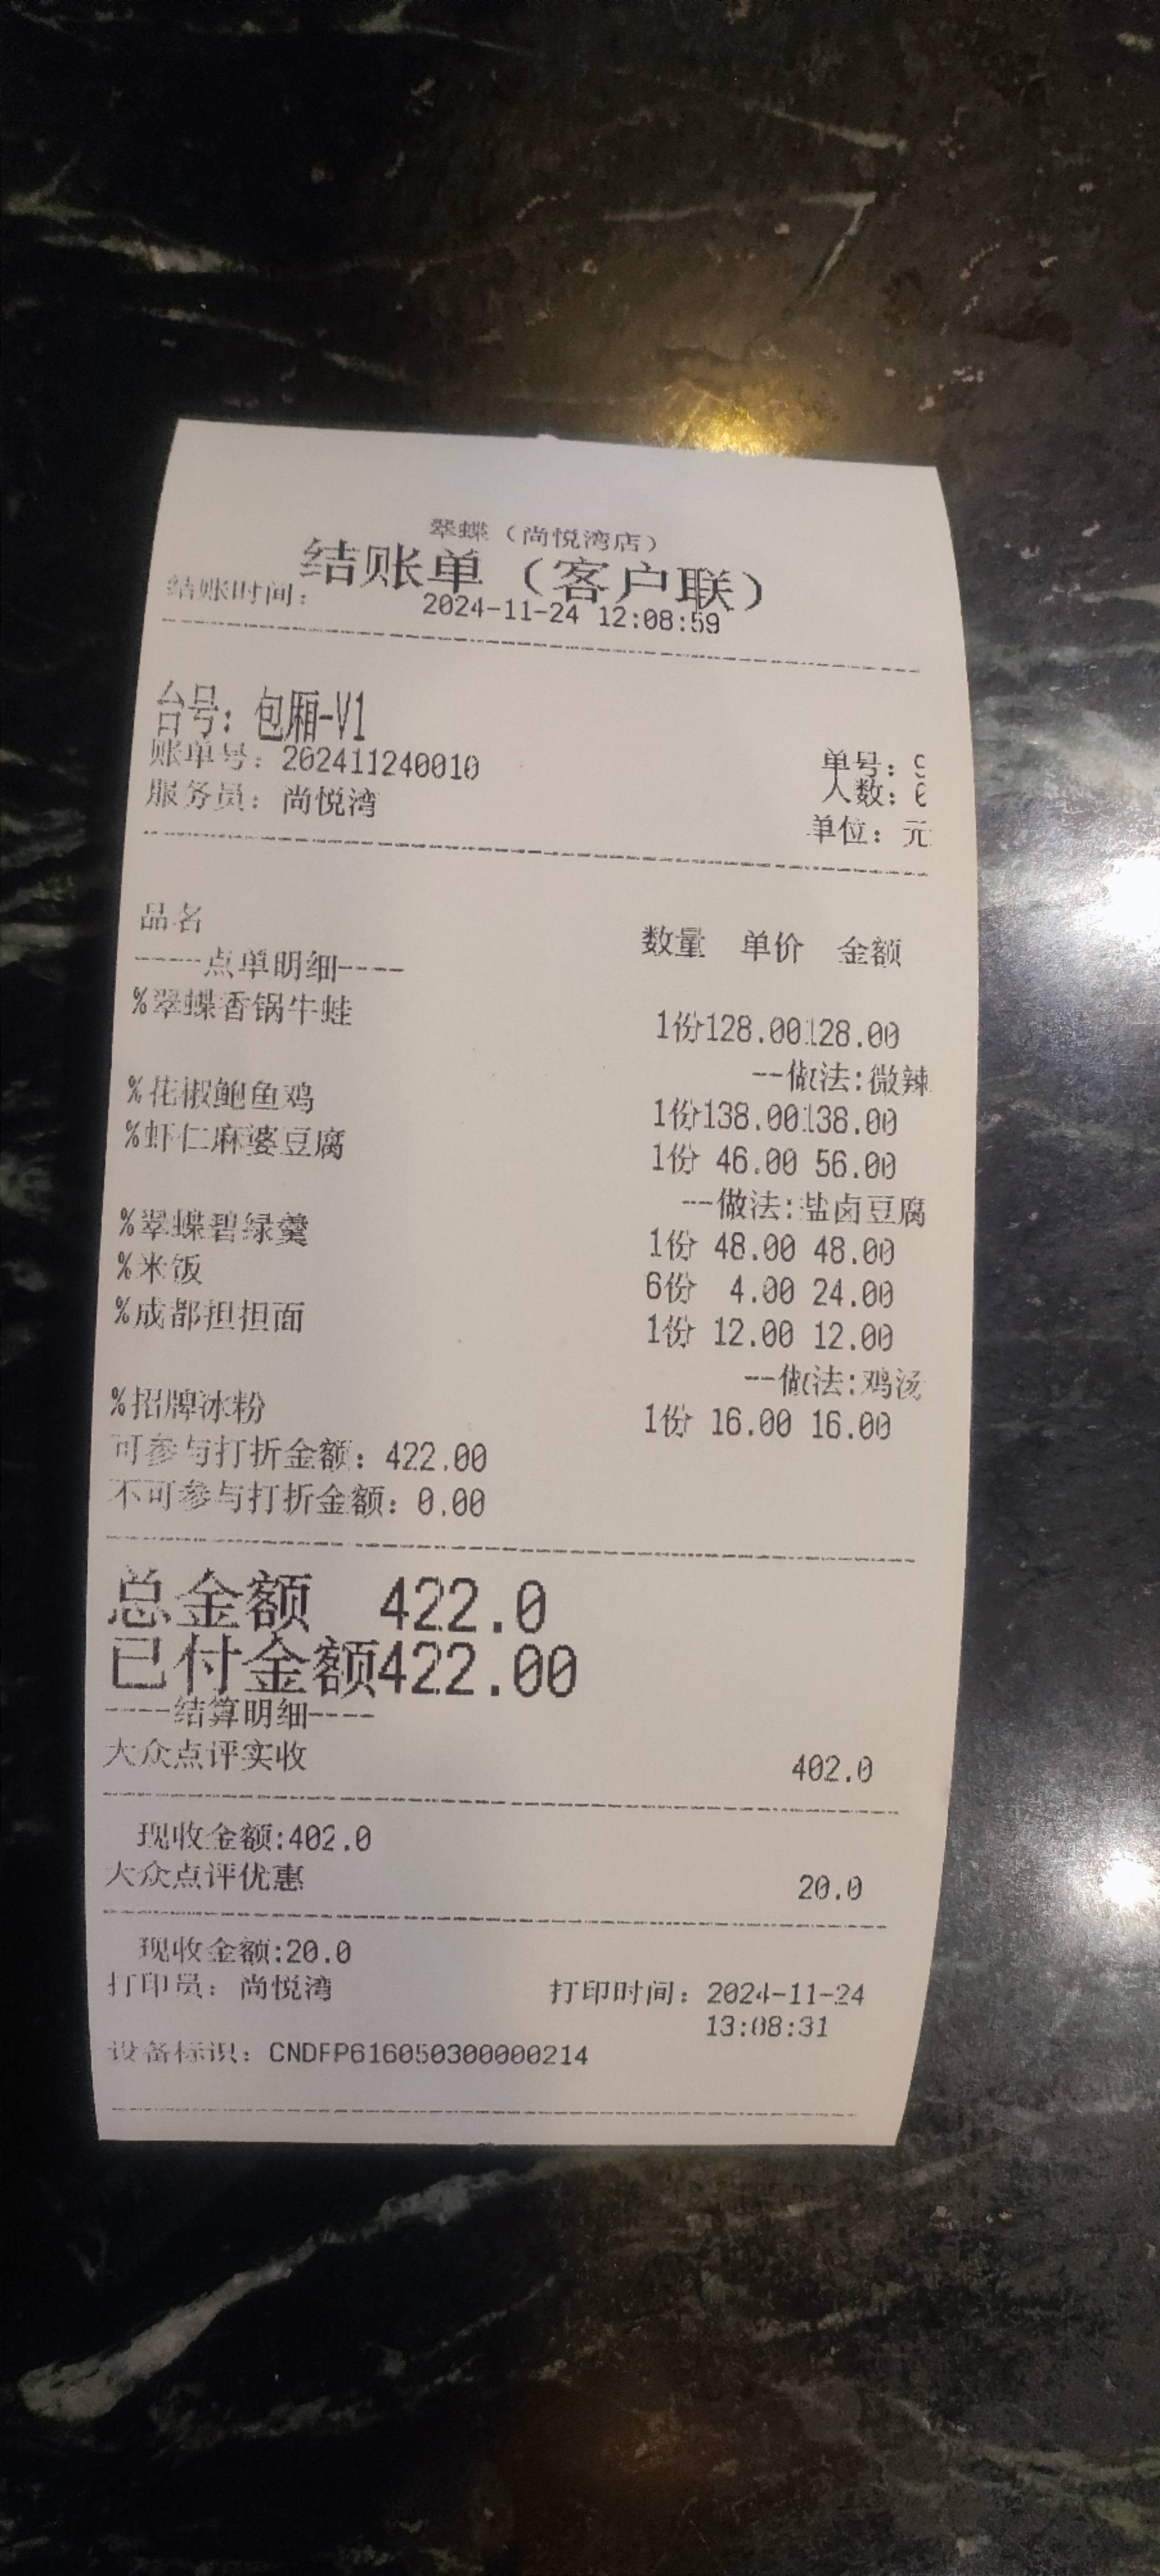 翠蝶（尚悦湾店）
结账单（客户联）
结账时间： 2024-11-24 12:08:59
台号：包厢-V1
账单号：202411240010 单号：
人数：
服务员：尚悦湾 单位：元
品名 数量 单价 金额
----点单明细----
%翠蝶香锅牛蛙 1份128.00128.00
--做法:微辣
%花椒鲍鱼鸡 1份138.00138.00
%虾仁麻婆豆腐 1份 46.00 56.00
--做法:盐卤豆腐
%翠蝶碧绿羹 1份 48.00 48.00
%米饭 6份 4.00 24.00
%成都担担面 1份 12.00 12.00
--做法:鸡汤
%招牌冰粉 1份 16.00 16.00
可参与打折金额：422.00
不可参与打折金额：0.00
总金额 422.0
已付金额422.00
----结算明细----
大众点评实收 402.0
现收金额:402.0
大众点评优惠 20.0
现收金额:20.0
打印员：尚悦湾 打印时间：2024-11-24
13:08:31
设备标识：CNDFP616050300000214